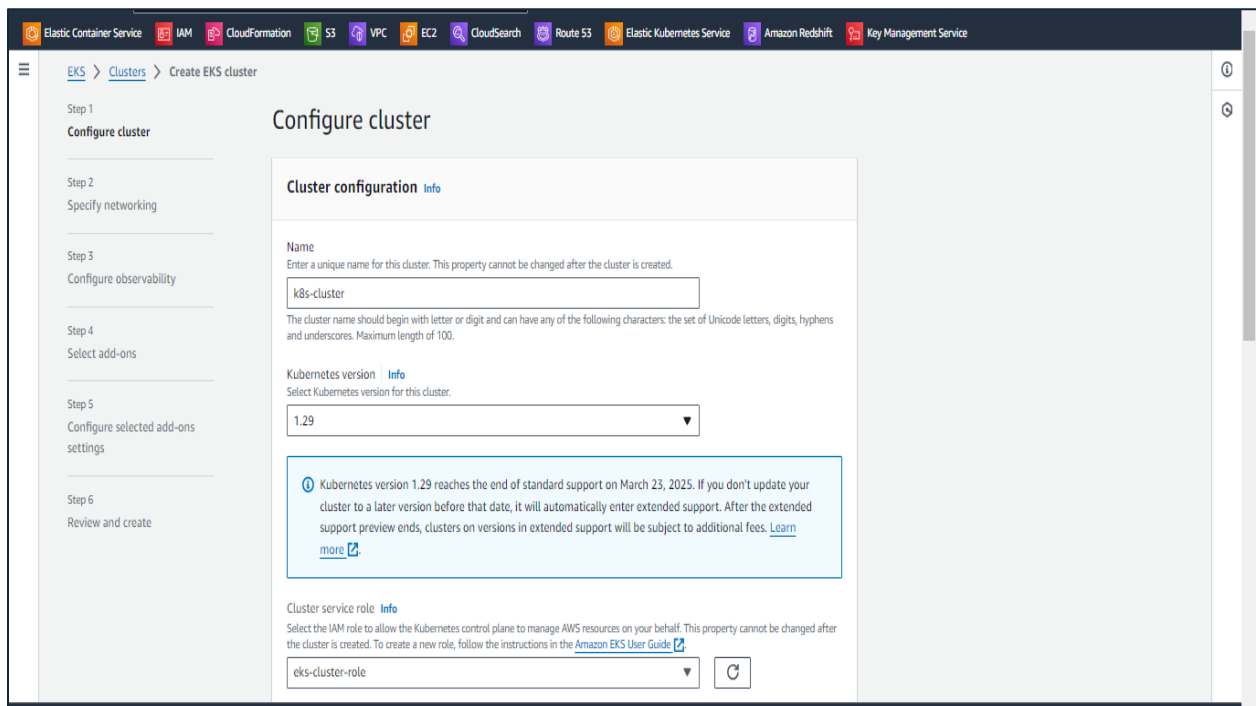 Elastic Container Service IAM CloudFormation S3 VPC EC2 CloudSearch Route 53 Elastic Kubernetes Service Amazon Redshift Key Management Service
EKS > Clusters > Create EKS cluster
Step 1
Configure cluster
Step 2
Specify networking
Step 3
Configure observability
Step 4
Select add-ons
Step 5
Configure selected add-ons
settings
Step 6
Review and create
Configure cluster
Cluster configuration Info
Name
Enter a unique name for this cluster. This property cannot be changed after the cluster is created.
k8s-cluster
The cluster name should begin with letter or digit and can have any of the following characters: the set of Unicode letters, digits, hyphens
and underscores. Maximum length of 100.
Kubernetes version Info
Select Kubernetes version for this cluster.
1.29
Kubernetes version 1.29 reaches the end of standard support on March 23, 2025. If you don't update your
cluster to a later version before that date, it will automatically enter extended support. After the extended
support preview ends, clusters on versions in extended support will be subject to additional fees. Learn
more.
Cluster service role Info
Select the IAM role to allow the Kubernetes control plane to manage AWS resources on your behalf. This property cannot be changed after
the cluster is created. To create a new role, follow the instructions in the Amazon EKS User Guide.
eks-cluster-role